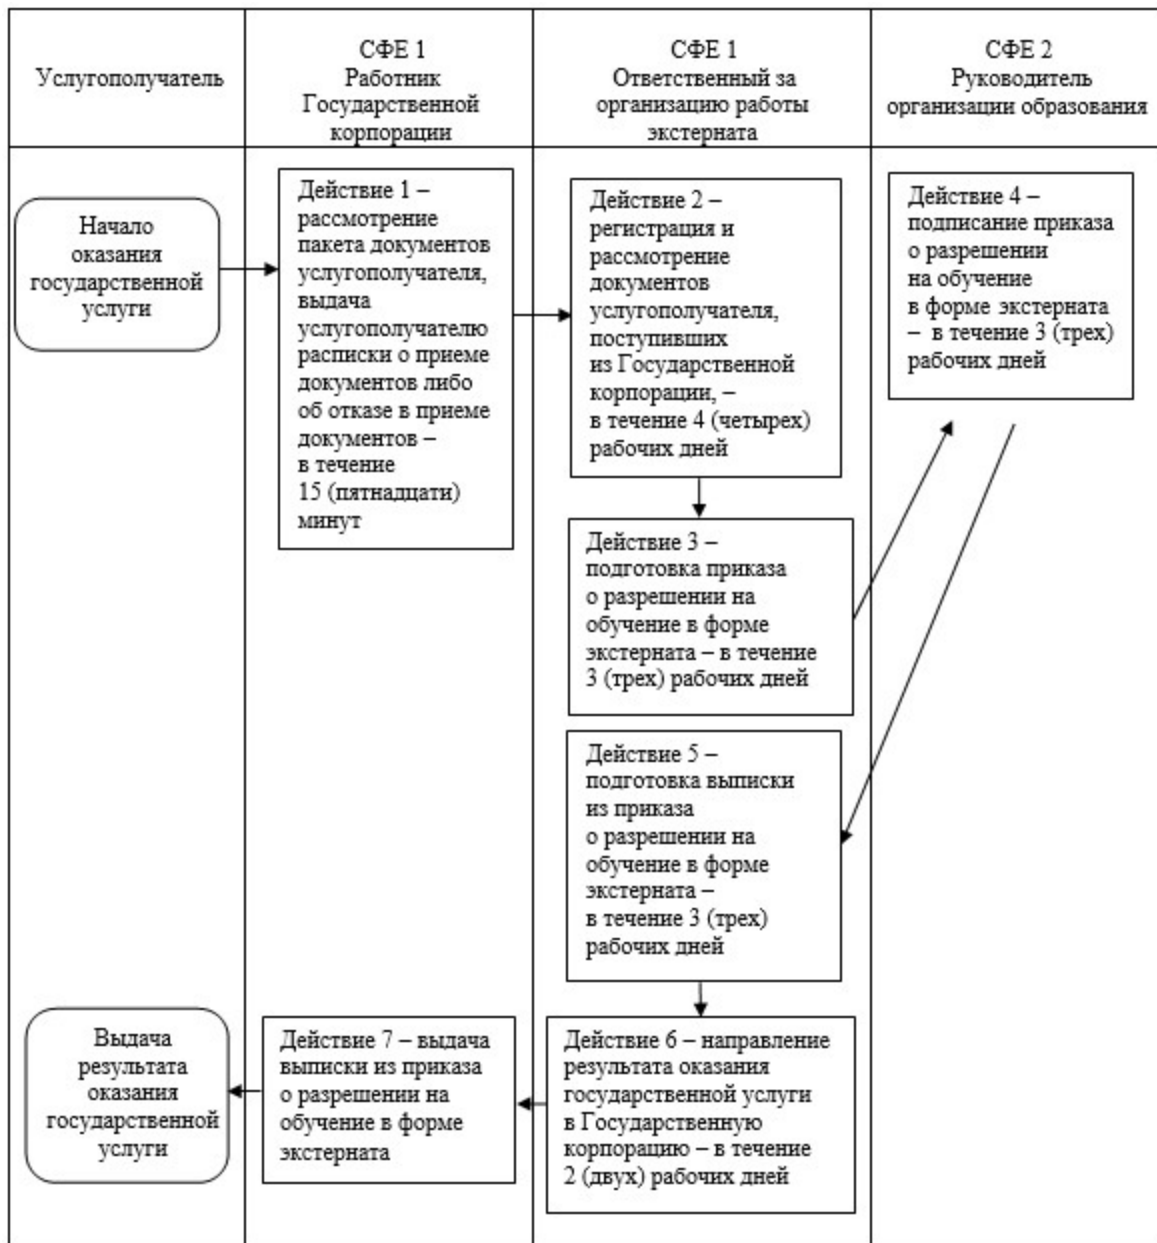 Услугополучатель
СФЕ 1
Работник
Государственной
корпорации
СФЕ 1
Ответственный за
организацию работы
экстерната
СФЕ 2
Руководитель
организации образования
Начало
оказания
государственной
услуги
Действие 1 –
рассмотрение
пакета документов
услугополучателя,
выдача
услугополучателю
расписки о приеме
документов либо
об отказе в приеме
документов –
в течение
15 (пятнадцати)
минут
Действие 2 –
регистрация и
рассмотрение
документов
услугополучателя,
поступивших
из Государственной
корпорации, –
в течение 4 (четырех)
рабочих дней
Действие 3 –
подготовка приказа
о разрешении на
обучение в форме
экстерната – в течение
3 (трех) рабочих дней
Действие 4 –
подписание приказа
о разрешении
на обучение
в форме экстерната
– в течение 3 (трех)
рабочих дней
Действие 5 –
подготовка выписки
из приказа
о разрешении на
обучение в форме
экстерната –
в течение 3 (трех)
рабочих дней
Действие 6 – направление
результата оказания
государственной услуги
в Государственную
корпорацию – в течение
2 (двух) рабочих дней
Действие 7 – выдача
выписки из приказа
о разрешении на
обучение в форме
экстерната
Выдача
результата
оказания
государственной
услуги